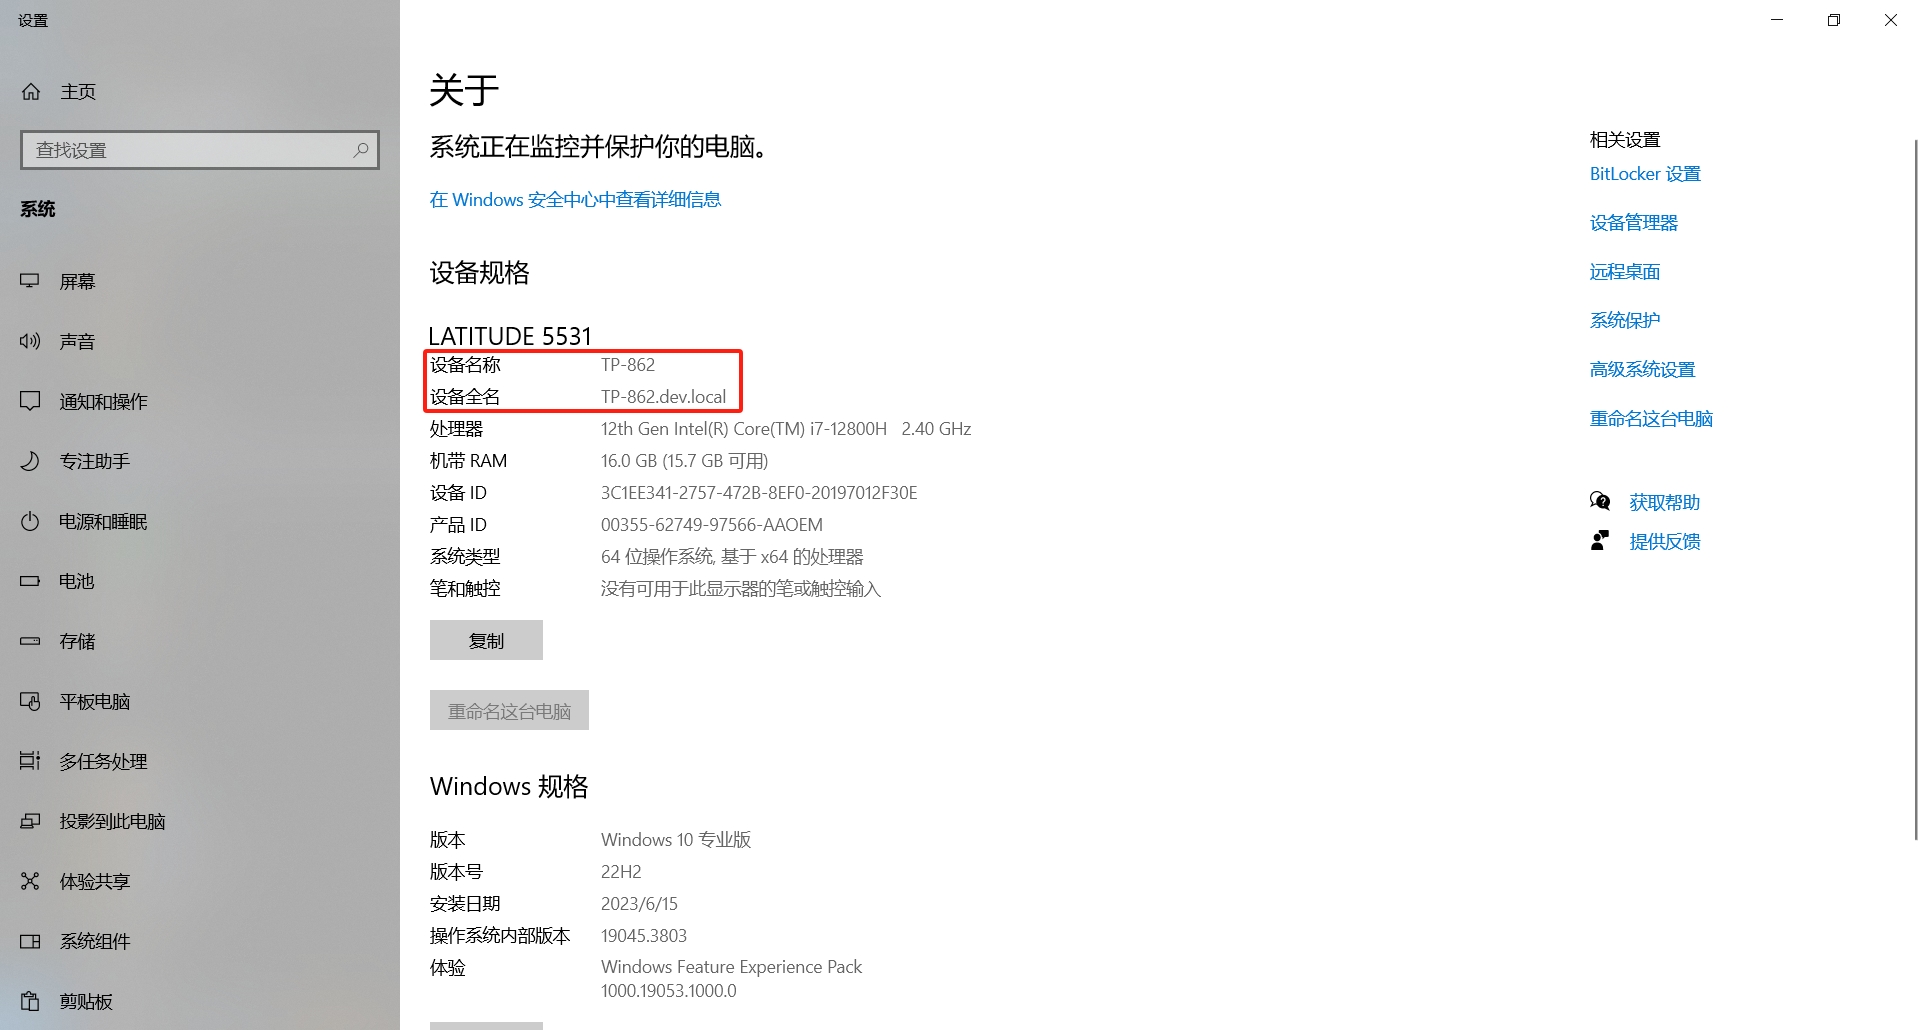 设置
主页
查找设置
系统
屏幕
声音
通知和操作
专注助手
电源和睡眠
电池
存储
平板电脑
多任务处理
投影到此电脑
体验共享
系统组件
剪贴板
关于
系统正在监控并保护你的电脑。
在 Windows 安全中心中查看详细信息
设备规格
LATITUDE 5531
设备名称 TP-862
设备全名 TP-862.dev.local
处理器 12th Gen Intel(R) Core(TM) i7-12800H 2.40 GHz
机带 RAM 16.0 GB (15.7 GB 可用)
设备 ID 3C1EE341-2757-472B-8EF0-20197012F30E
产品 ID 00355-62749-97566-AAOEM
系统类型 64 位操作系统, 基于 x64 的处理器
笔和触控 没有可用于此显示器的笔或触控输入
复制
重命名这台电脑
Windows 规格
版本 Windows 10 专业版
版本号 22H2
安装日期 2023/6/15
操作系统内部版本 19045.3803
体验 Windows Feature Experience Pack
1000.19053.1000.0
相关设置
BitLocker 设置
设备管理器
远程桌面
系统保护
高级系统设置
重命名这台电脑
获取帮助
提供反馈